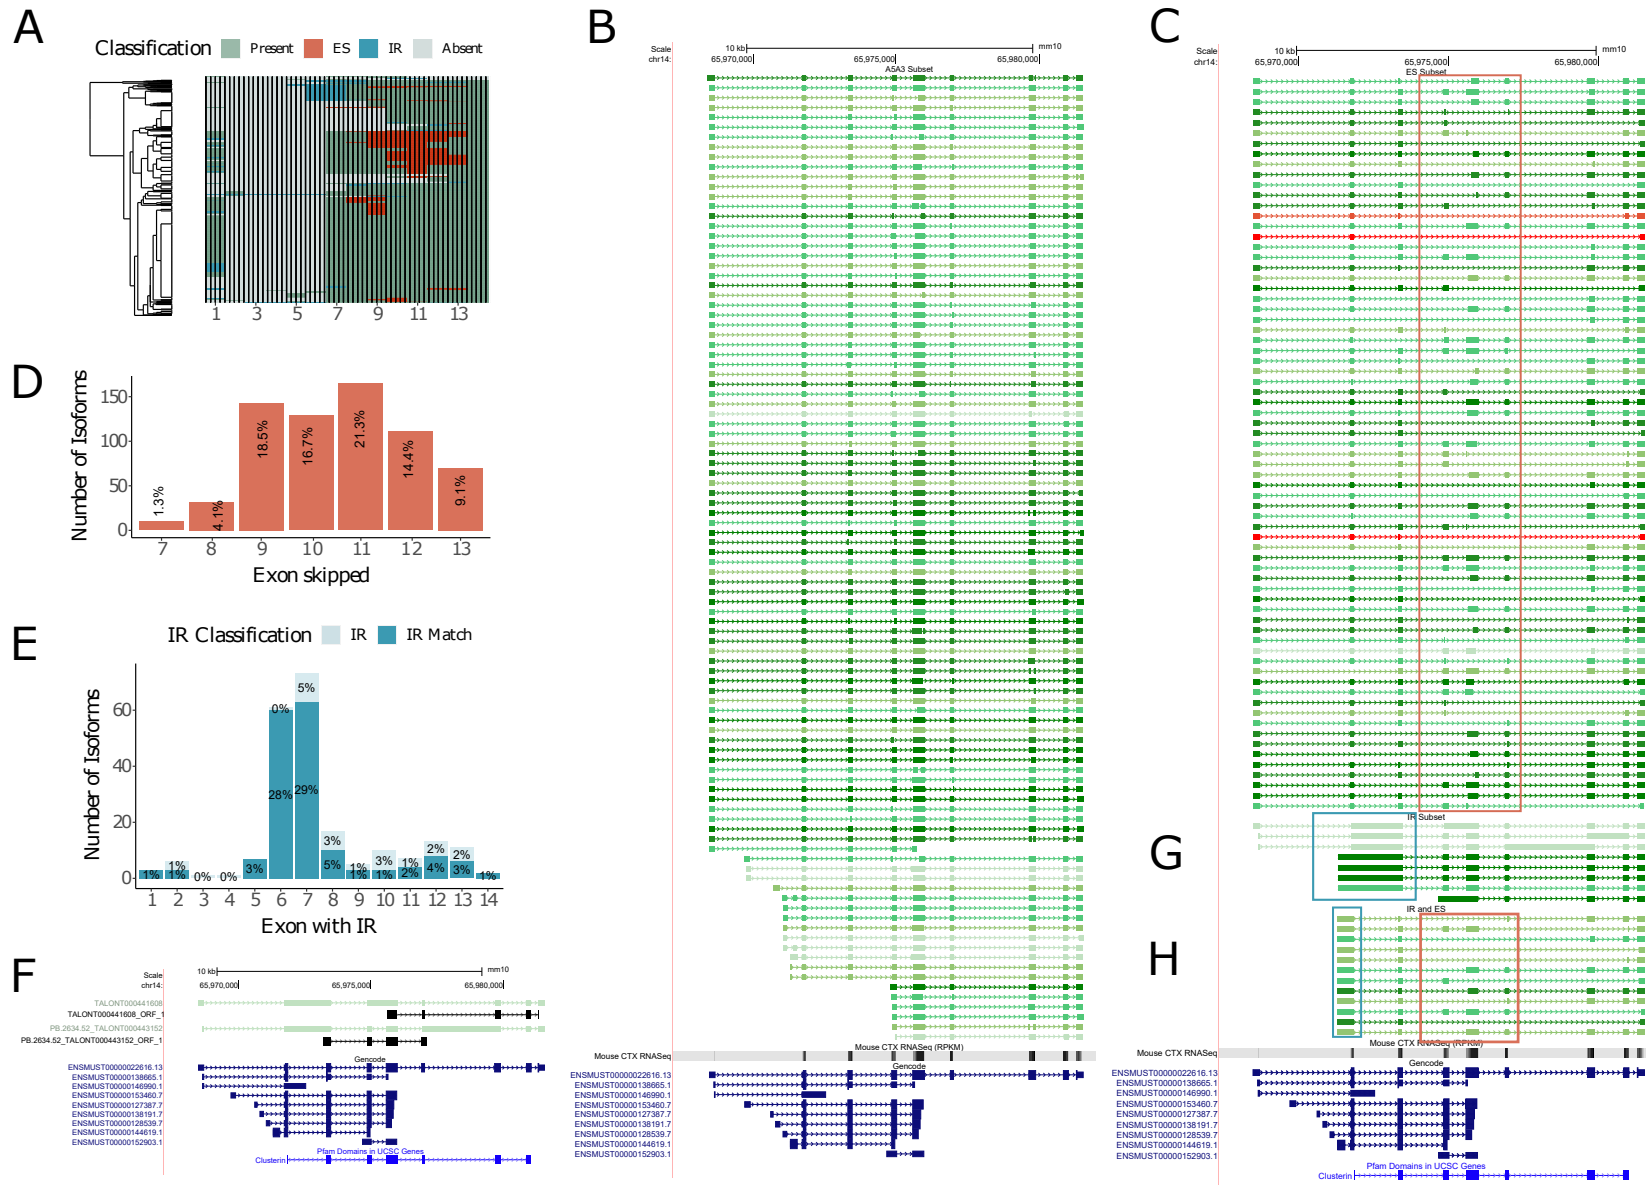 A
Classification Present ES IR Absent
1 3 5 7 9 11 13
B
Scale 10 kb mm10
chr14: 65,970,000 65,975,000 65,980,000
A5A3 Subset
Mouse CTX RNASeq (RPKM)
Mouse CTX RNASeq
Gencode
ENSMUST00000022616.13
ENSMUST00000138665.1
ENSMUST00000146990.1
ENSMUST00000153460.7
ENSMUST00000127387.7
ENSMUST00000138191.7
ENSMUST00000128539.7
ENSMUST00000144619.1
ENSMUST00000152903.1
C
Scale 10 kb mm10
chr14: 65,970,000 65,975,000 65,980,000
ES Subset
G
IR Subset
H
IR and ES
Mouse CTX RNASeq (RPKM)
Mouse CTX RNASeq
Gencode
ENSMUST00000022616.13
ENSMUST00000138665.1
ENSMUST00000146990.1
ENSMUST00000153460.7
ENSMUST00000127387.7
ENSMUST00000138191.7
ENSMUST00000128539.7
ENSMUST00000144619.1
ENSMUST00000152903.1
Pfam Domains in UCSC Genes
Clusterin
D
Number of Isoforms
150
100
50
0
1.3% 4.1% 18.5% 16.7% 21.3% 14.4% 9.1%
7 8 9 10 11 12 13
Exon skipped
E
IR Classification IR IR Match
Number of Isoforms
60
40
20
0
5%
0%
28% 29%
3% 3% 2% 2%
1% 1% 1%
1% 1% 0% 0% 3% 5% 1% 1% 2% 4% 3% 1%
1 2 3 4 5 6 7 8 9 10 11 12 13 14
Exon with IR
F
Scale 10 kb mm10
chr14: 65,970,000 65,975,000 65,980,000
TALONT000441608
TALONT000441608_ORF_1
PB.2634.52_TALONT000443152
PB.2634.52_TALONT000443152_ORF_1
Gencode
ENSMUST00000022616.13
ENSMUST00000138665.1
ENSMUST00000146990.1
ENSMUST00000153460.7
ENSMUST00000127387.7
ENSMUST00000138191.7
ENSMUST00000128539.7
ENSMUST00000144619.1
ENSMUST00000152903.1
Pfam Domains in UCSC Genes
Clusterin